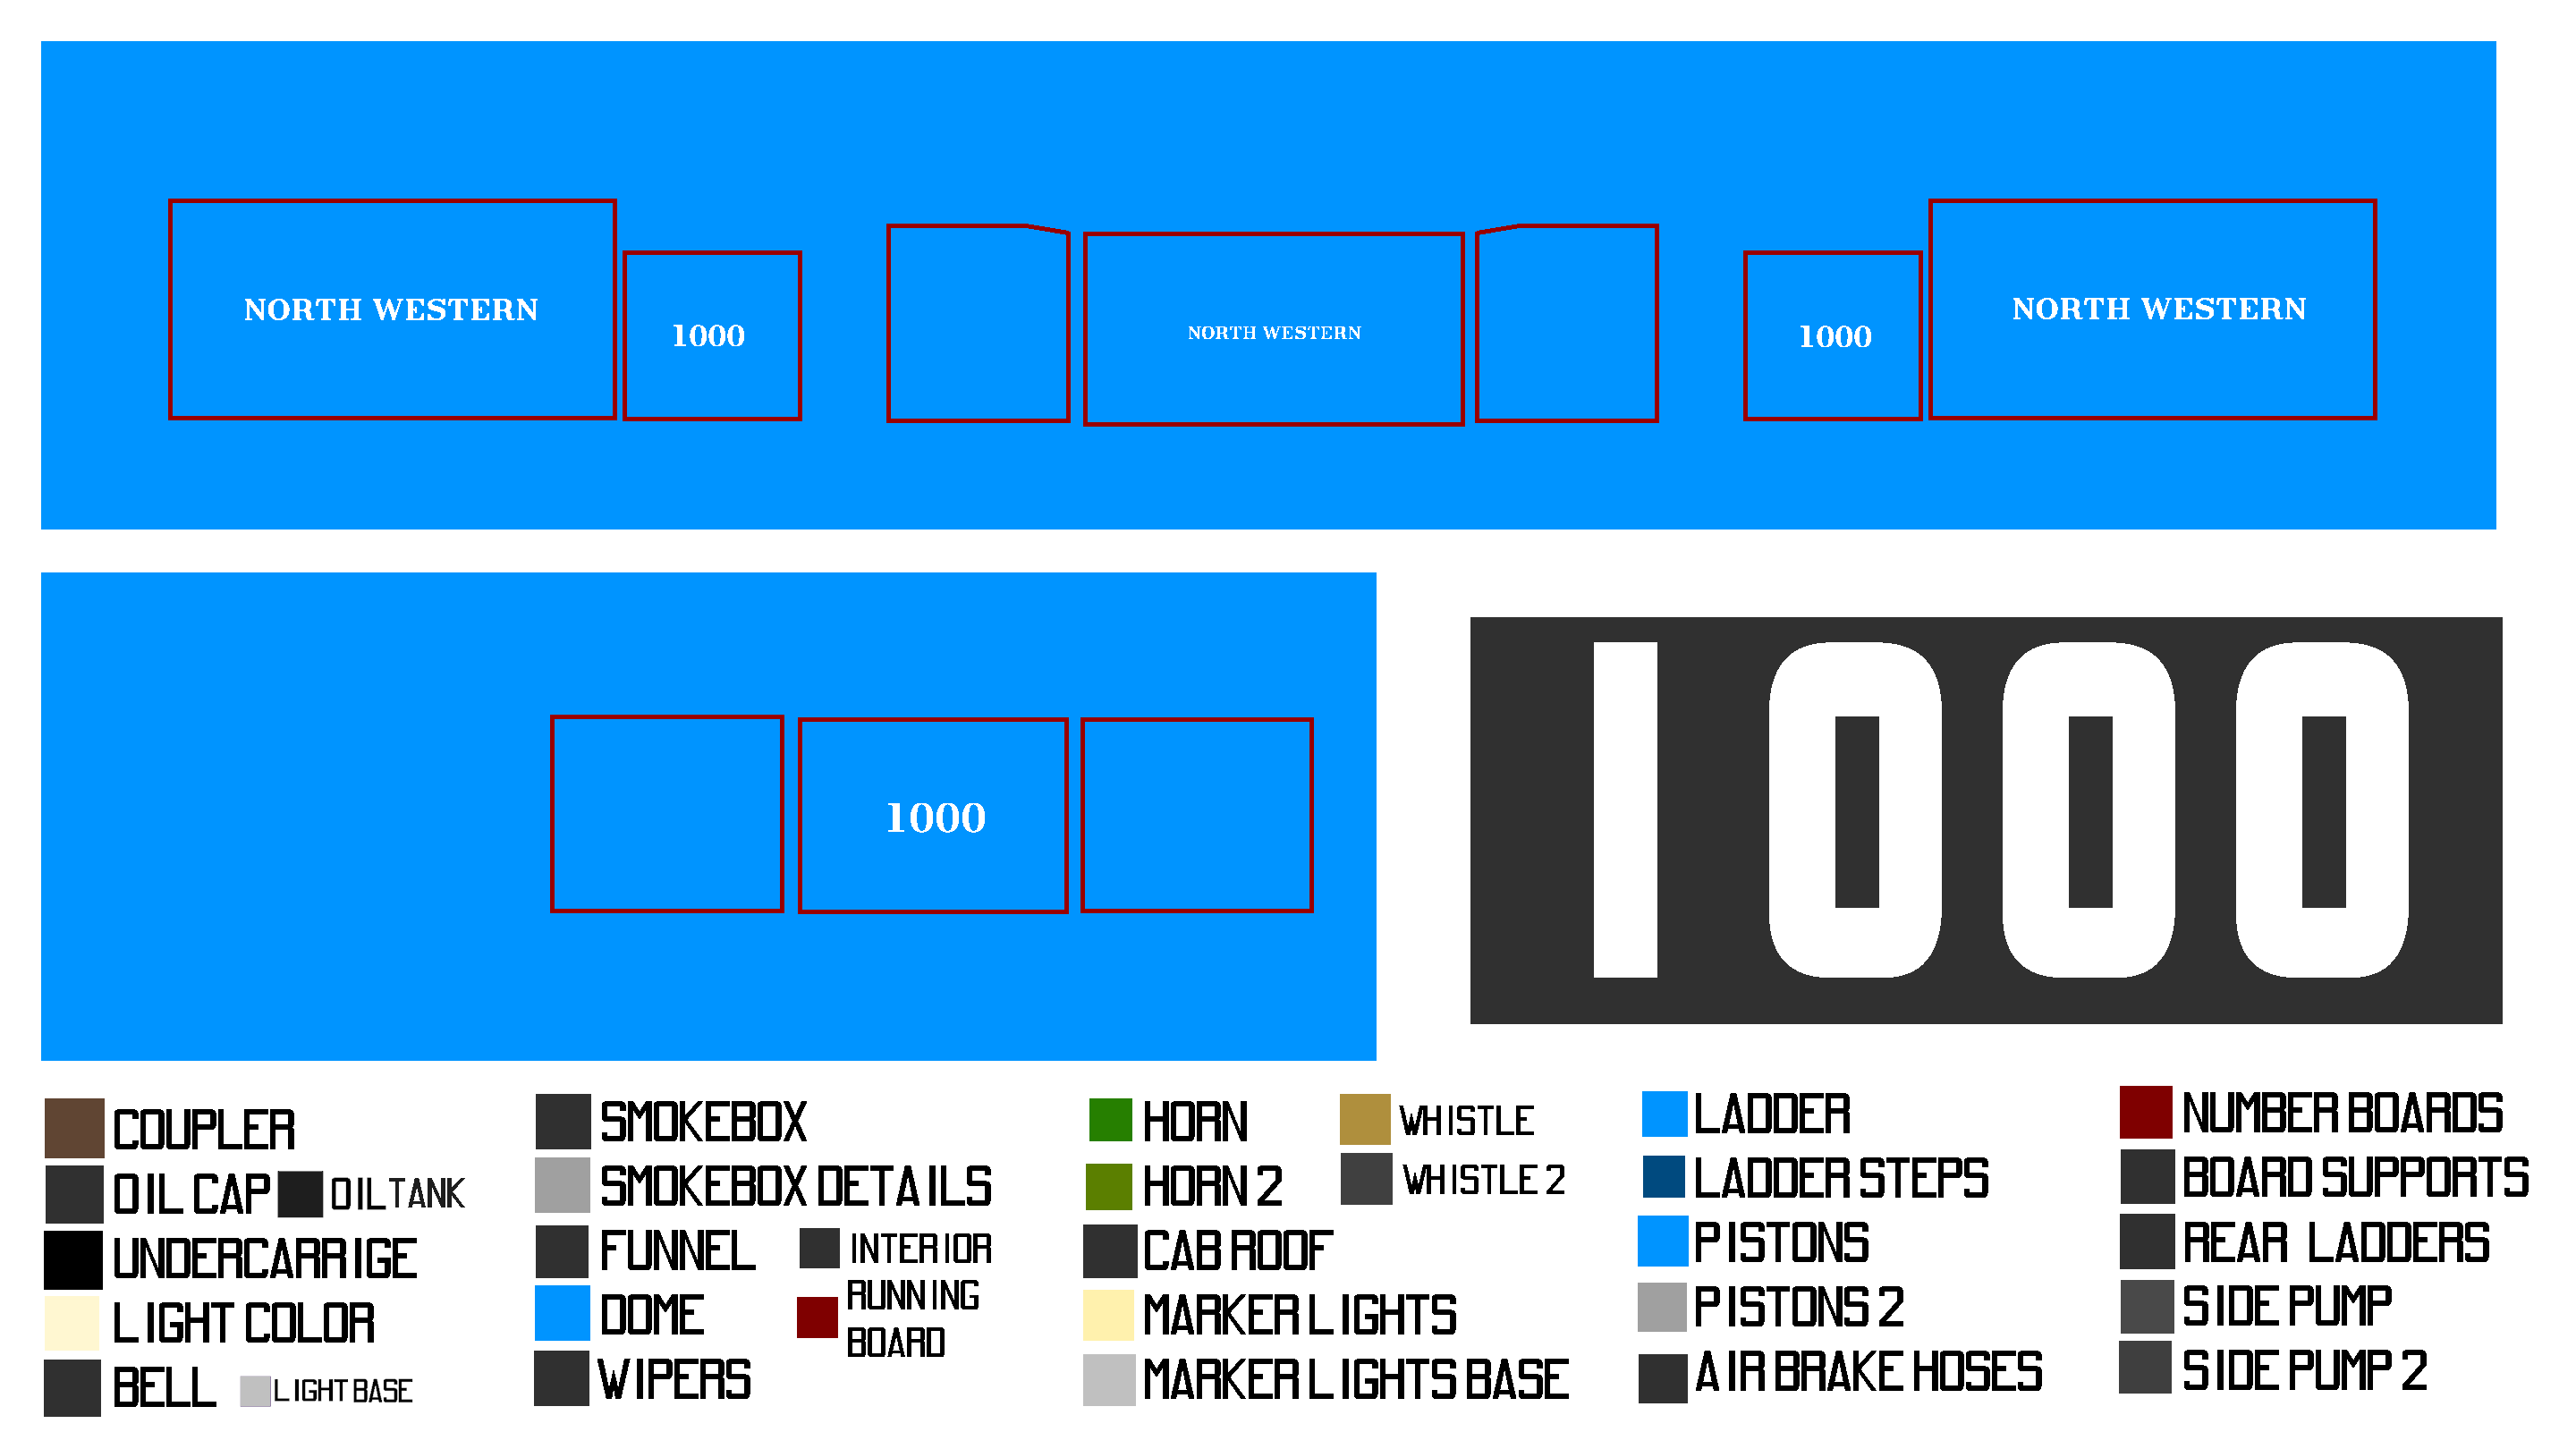 NORTH WESTERN
1000
NORTH WESTERN
1000
NORTH WESTERN
1000
1000
COUPLER
OIL CAP
OIL TANK
UNDERCARRIGE
LIGHT COLOR
BELL
LIGHT BASE
SMOKEBOX
SMOKEBOX DETAILS
FUNNEL
INTERIOR
DOME
RUNNING
BOARD
WIPERS
HORN
WHISTLE
HORN 2
WHISTLE 2
CAB ROOF
MARKER LIGHTS
MARKER LIGHTS BASE
LADDER
LADDER STEPS
PISTONS
PISTONS 2
AIR BRAKE HOSES
NUMBER BOARDS
BOARD SUPPORTS
REAR LADDERS
SIDE PUMP
SIDE PUMP 2